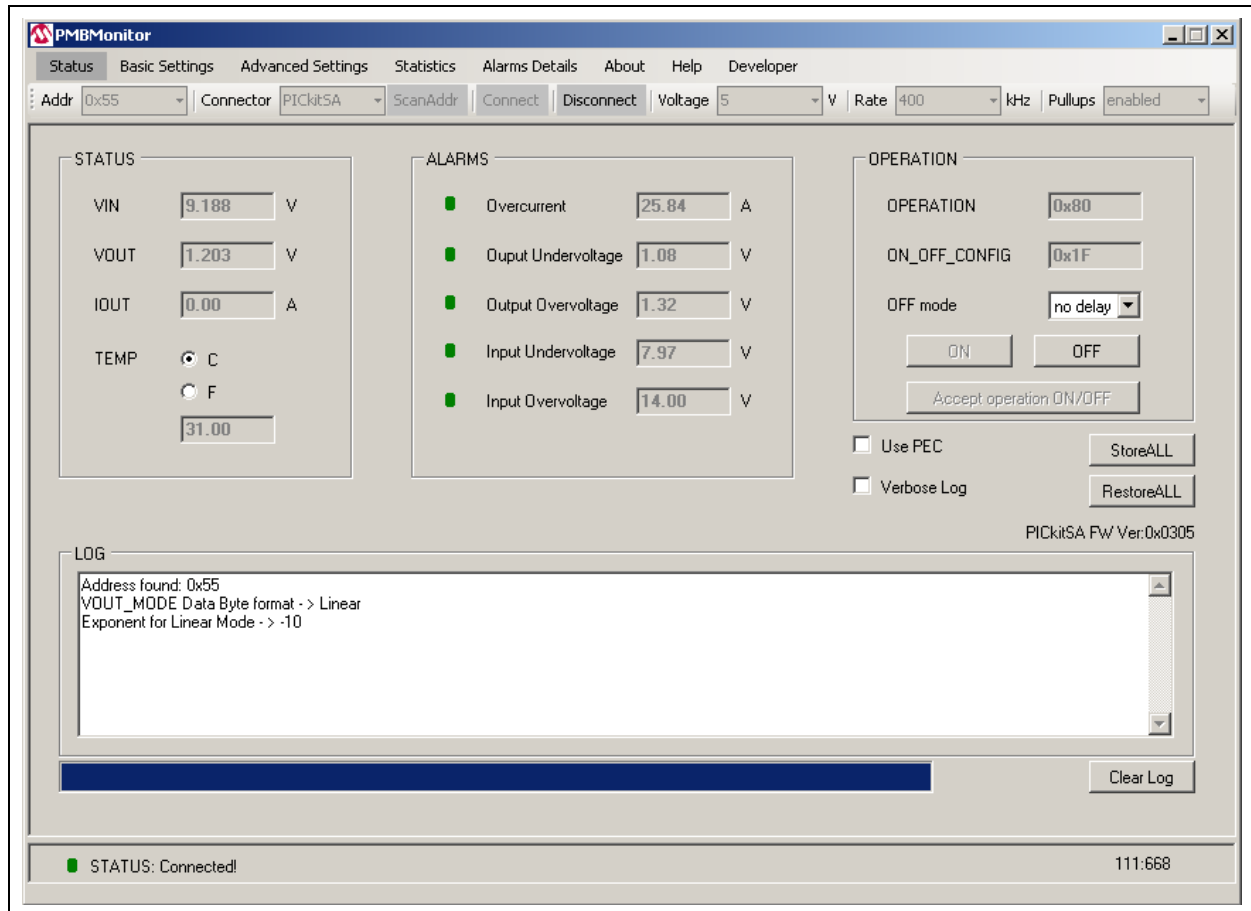 PMBMonitor
Status Basic Settings Advanced Settings Statistics Alarms Details About Help Developer
Addr 0x55 Connector PICkitSA ScanAddr Connect Disconnect Voltage 5 V Rate 400 kHz Pullups enabled
STATUS
VIN 9.188 V
VOUT 1.203 V
IOUT 0.00 A
TEMP C
F
31.00
ALARMS
Overcurrent 25.84 A
Ouput Undervoltage 1.08 V
Output Overvoltage 1.32 V
Input Undervoltage 7.97 V
Input Overvoltage 14.00 V
OPERATION
OPERATION 0x80
ON_OFF_CONFIG 0x1F
OFF mode no delay
ON OFF
Accept operation ON/OFF
Use PEC StoreALL
Verbose Log RestoreALL
PICkitSA FW Ver:0x0305
LOG
Address found: 0x55
VOUT_MODE Data Byte format - > Linear
Exponent for Linear Mode - > -10
Clear Log
STATUS: Connected! 111:668